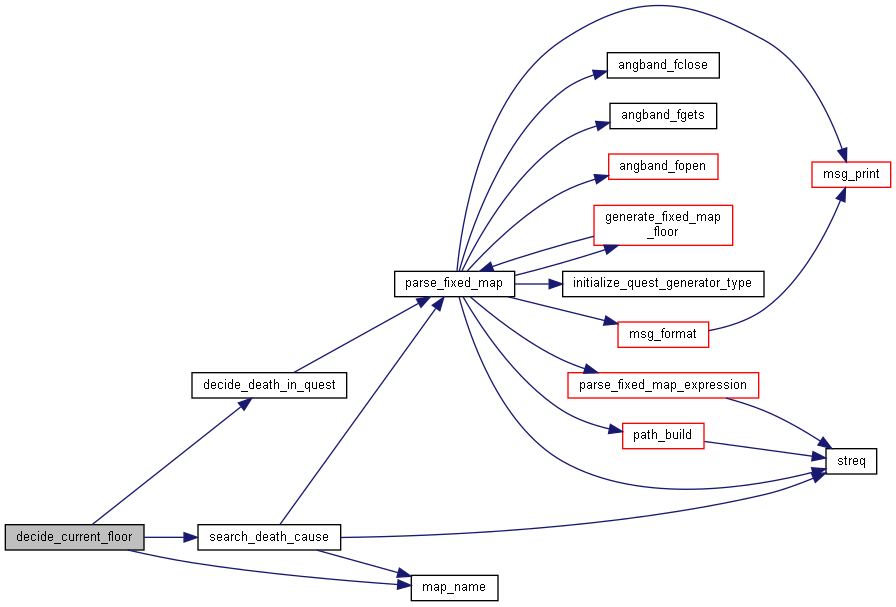 angband_fclose
angband_fgets
angband_fopen
msg_print
generate_fixed_map
_floor
parse_fixed_map
initialize_quest_generator_type
msg_format
decide_death_in_quest
parse_fixed_map_expression
path_build
streq
decide_current_floor
search_death_cause
map_name